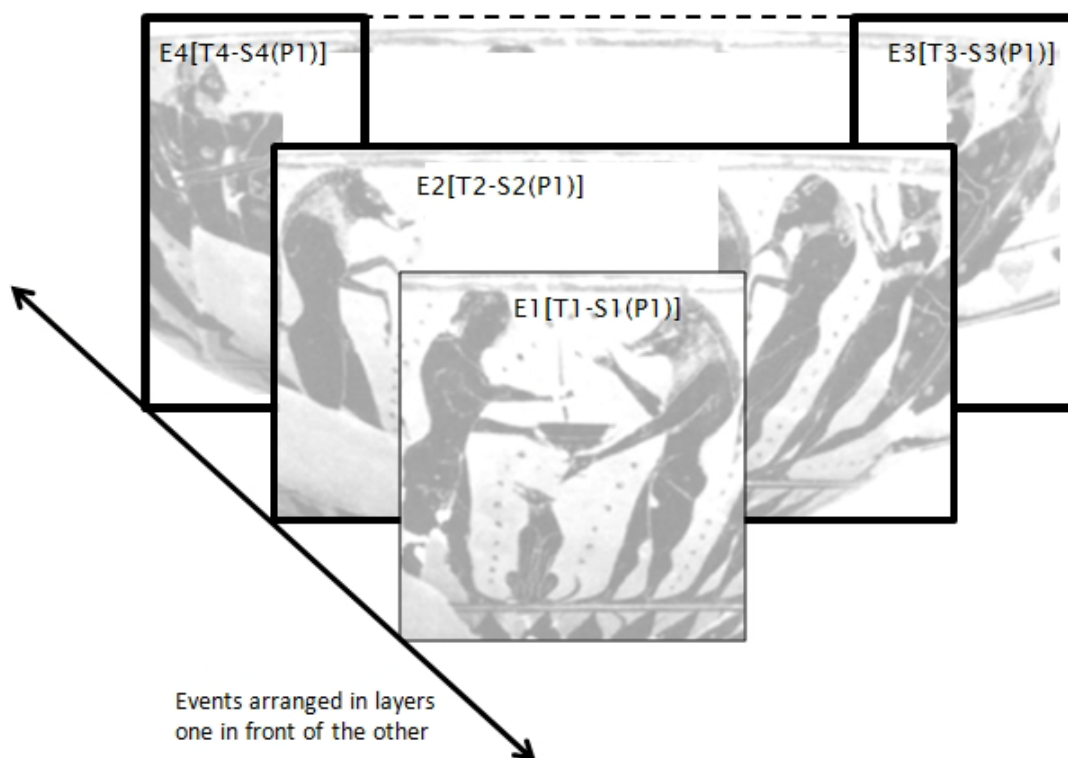 E4[T4-S4(P1)]
E3[T3-S3(P1)]
E2[T2-S2(P1)]
E1[T1-S1(P1)]
Events arranged in layers
one in front of the other